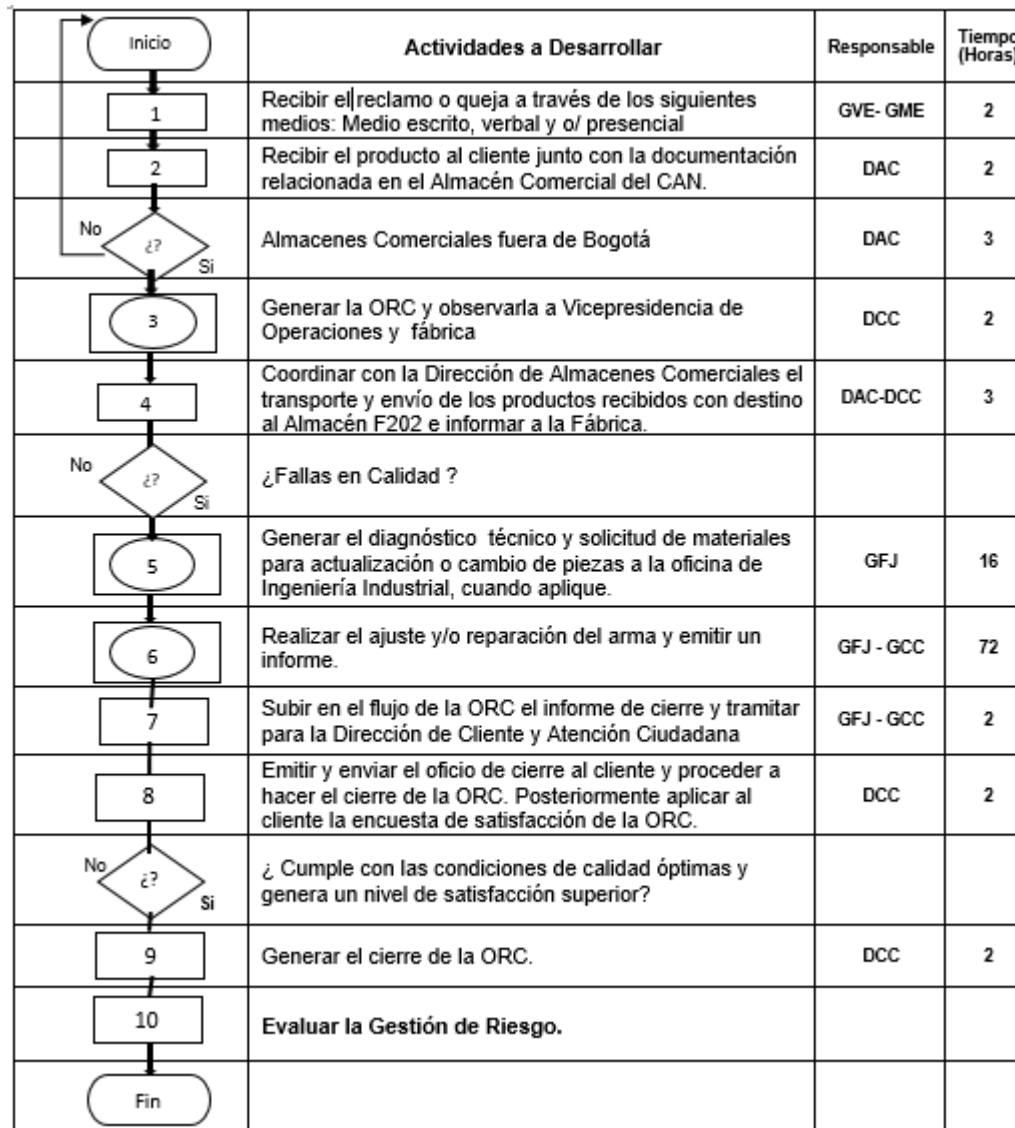 Inicio
Actividades a Desarrollar
Responsable
Tiempo
(Horas)
1
Recibir el reclamo o queja a través de los siguientes
medios: Medio escrito, verbal y o/ presencial
GVE- GME
2
2
Recibir el producto al cliente junto con la documentación
relacionada en el Almacén Comercial del CAN.
DAC
2
No
¿?
Si
Almacenes Comerciales fuera de Bogotá
DAC
3
3
Generar la ORC y observarla a Vicepresidencia de
Operaciones y fábrica
DCC
2
4
Coordinar con la Dirección de Almacenes Comerciales el
transporte y envío de los productos recibidos con destino
al Almacén F202 e informar a la Fábrica.
DAC-DCC
3
No
¿?
Si
¿Fallas en Calidad ?
5
Generar el diagnóstico técnico y solicitud de materiales
para actualización o cambio de piezas a la oficina de
Ingeniería Industrial, cuando aplique.
GFJ
16
6
Realizar el ajuste y/o reparación del arma y emitir un
informe.
GFJ - GCC
72
7
Subir en el flujo de la ORC el informe de cierre y tramitar
para la Dirección de Cliente y Atención Ciudadana
GFJ - GCC
2
8
Emitir y enviar el oficio de cierre al cliente y proceder a
hacer el cierre de la ORC. Posteriormente aplicar al
cliente la encuesta de satisfacción de la ORC.
DCC
2
No
¿?
Si
¿ Cumple con las condiciones de calidad óptimas y
genera un nivel de satisfacción superior?
9
Generar el cierre de la ORC.
DCC
2
10
Evaluar la Gestión de Riesgo.
Fin